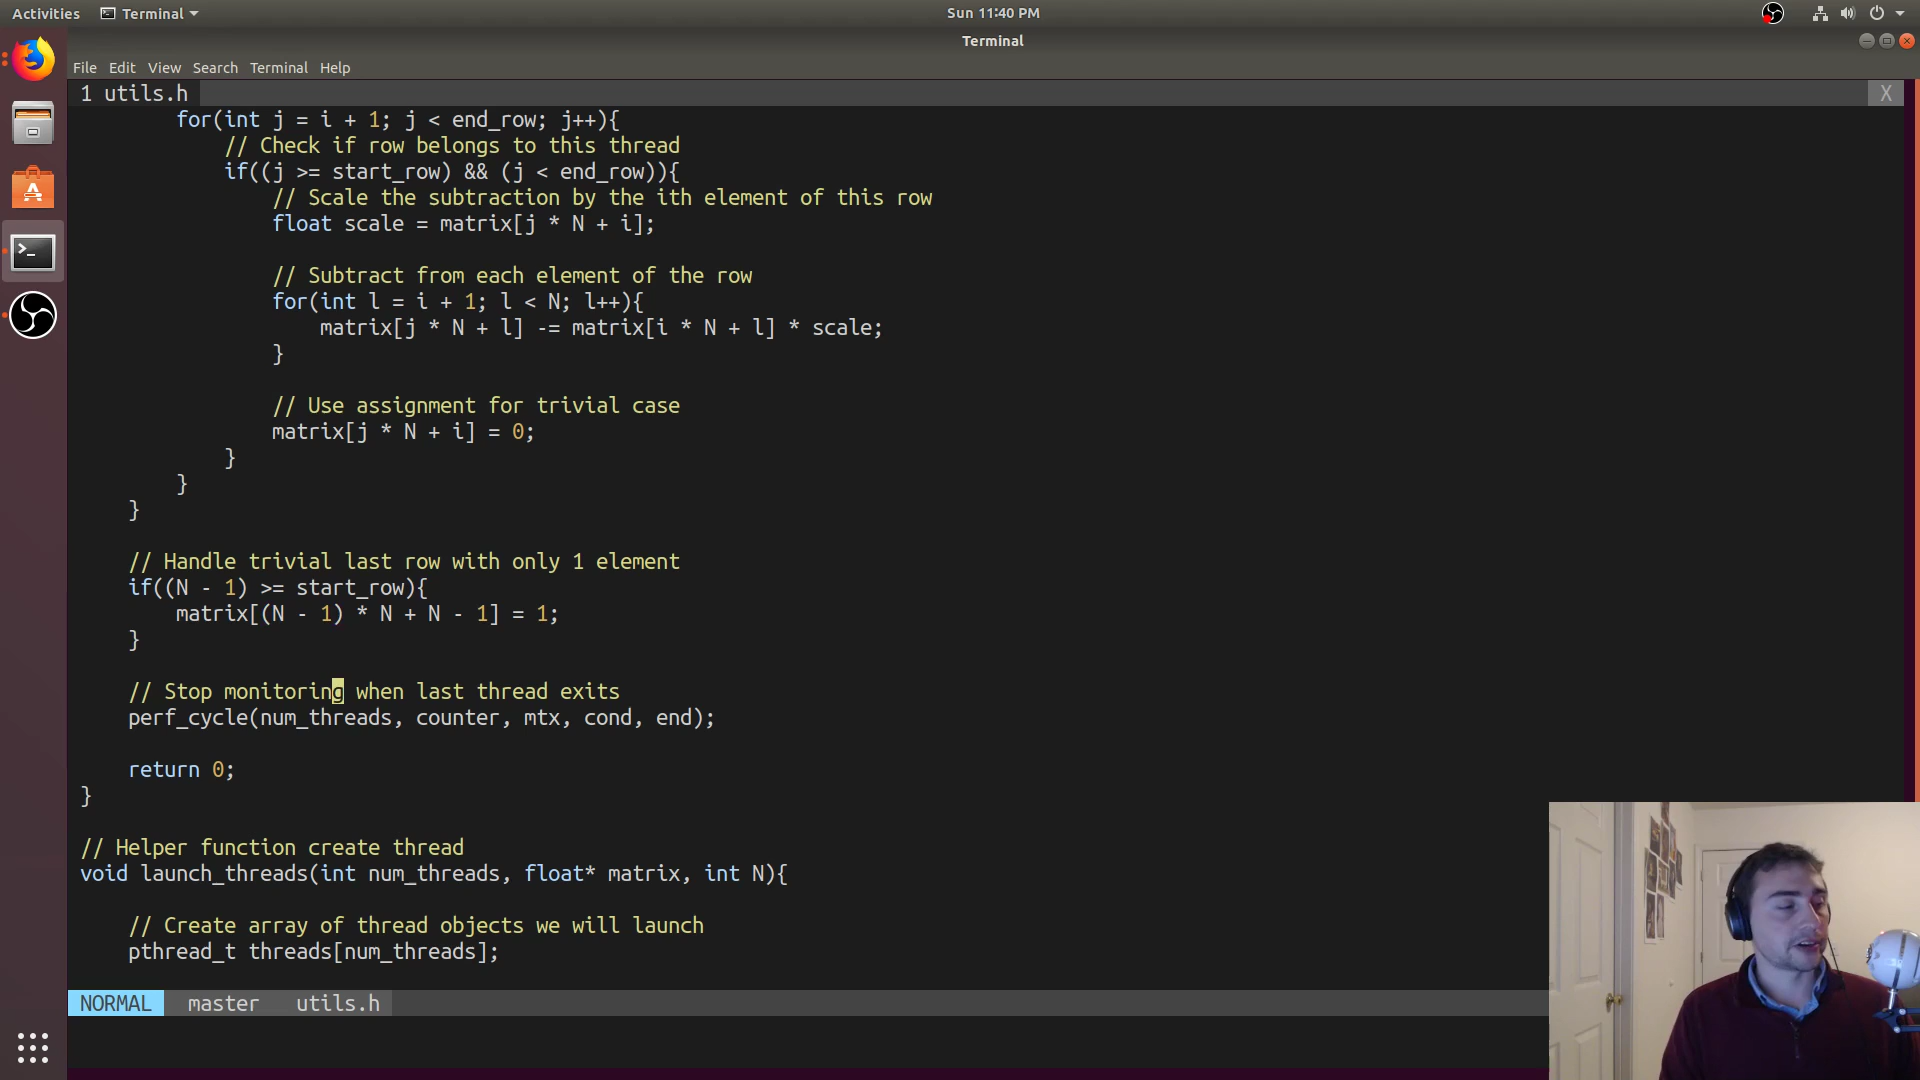 Activities Terminal Sun 11:40 PM
Terminal
File Edit View Search Terminal Help
1 utils.h X
for(int j = i + 1; j < end_row; j++){
// Check if row belongs to this thread
if((j >= start_row) && (j < end_row)){
// Scale the subtraction by the ith element of this row
float scale = matrix[j * N + i];
// Subtract from each element of the row
for(int l = i + 1; l < N; l++){
matrix[j * N + l] -= matrix[i * N + l] * scale;
}
// Use assignment for trivial case
matrix[j * N + i] = 0;
}
}
}
// Handle trivial last row with only 1 element
if((N - 1) >= start_row){
matrix[(N - 1) * N + N - 1] = 1;
}
// Stop monitoring when last thread exits
perf_cycle(num_threads, counter, mtx, cond, end);
return 0;
}
// Helper function create thread
void launch_threads(int num_threads, float* matrix, int N){
// Create array of thread objects we will launch
pthread_t threads[num_threads];
NORMAL master utils.h